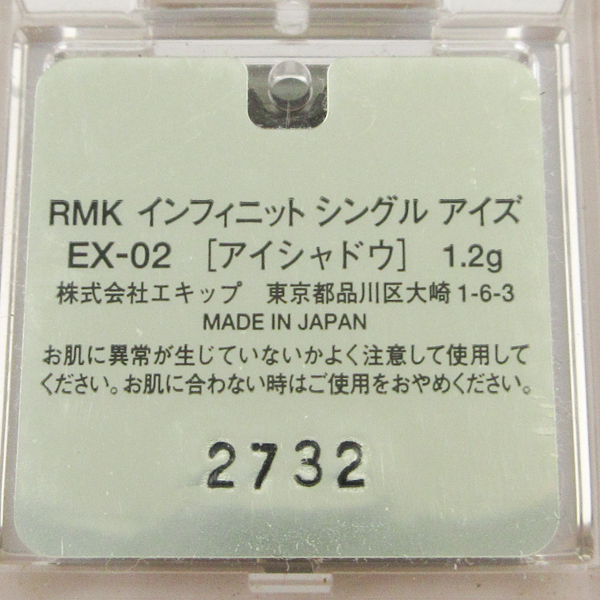 RMK インフィニット シングル アイズ
EX-02 [アイシャドウ] 1.2g
株式会社エキップ 東京都品川区大崎1-6-3
MADE IN JAPAN
お肌に異常が生じていないかよく注意して使用して
ください。お肌に合わない時はご使用をおやめください。
2732